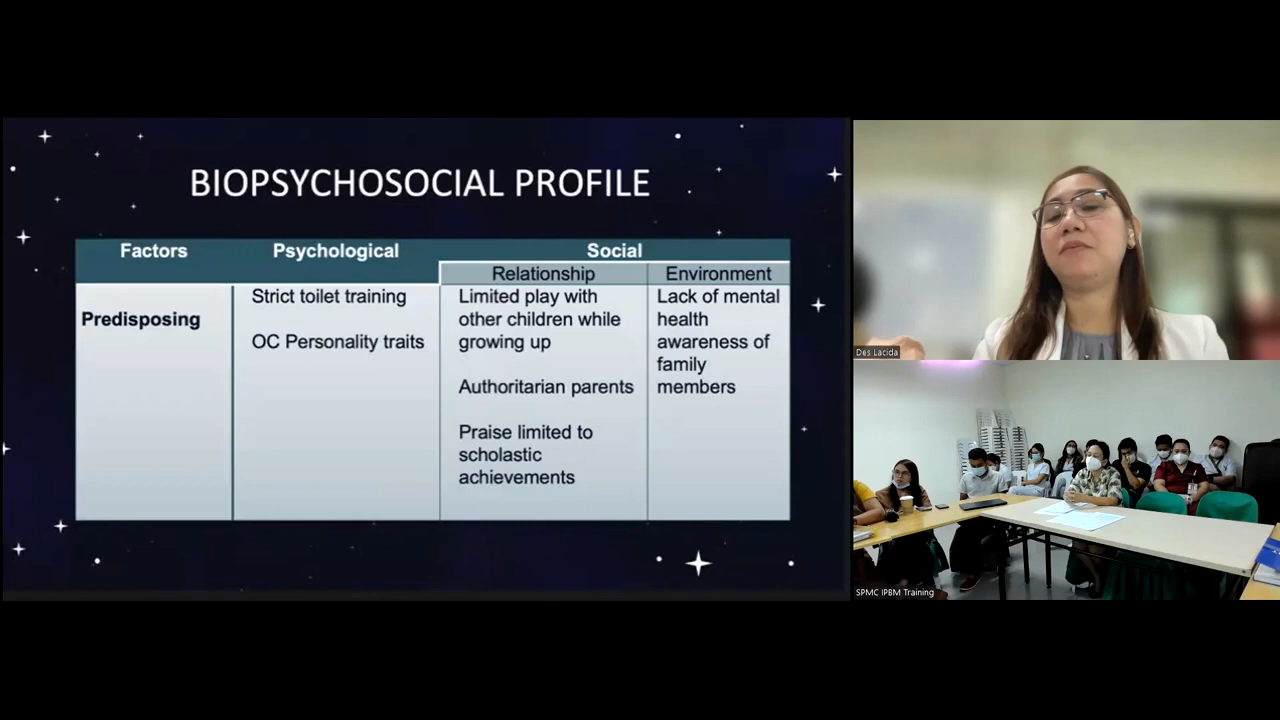 BIOPSYCHOSOCIAL PROFILE
Factors
Psychological
Social
Relationship
Environment
Predisposing
Strict toilet training
OC Personality traits
Limited play with
other children while
growing up
Authoritarian parents
Praise limited to
scholastic
achievements
Lack of mental
health
awareness of
family
members
Des Lacida
SPMC IPBM Training